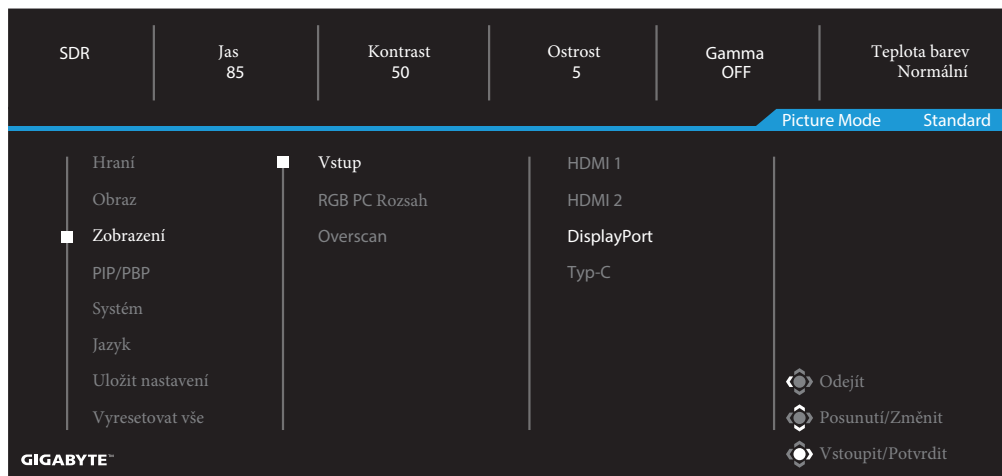 SDR
Jas
85
Kontrast
50
Ostrost
5
Gamma
OFF
Teplota barev
Normální
Picture Mode Standard
Hraní
Obraz
Zobrazení
PIP/PBP
Systém
Jazyk
Uložit nastavení
Vyresetovat vše
Vstup
RGB PC Rozsah
Overscan
HDMI 1
HDMI 2
DisplayPort
Typ-C
Odejít
Posunutí/Změnit
Vstoupit/Potvrdit
GIGABYTE™